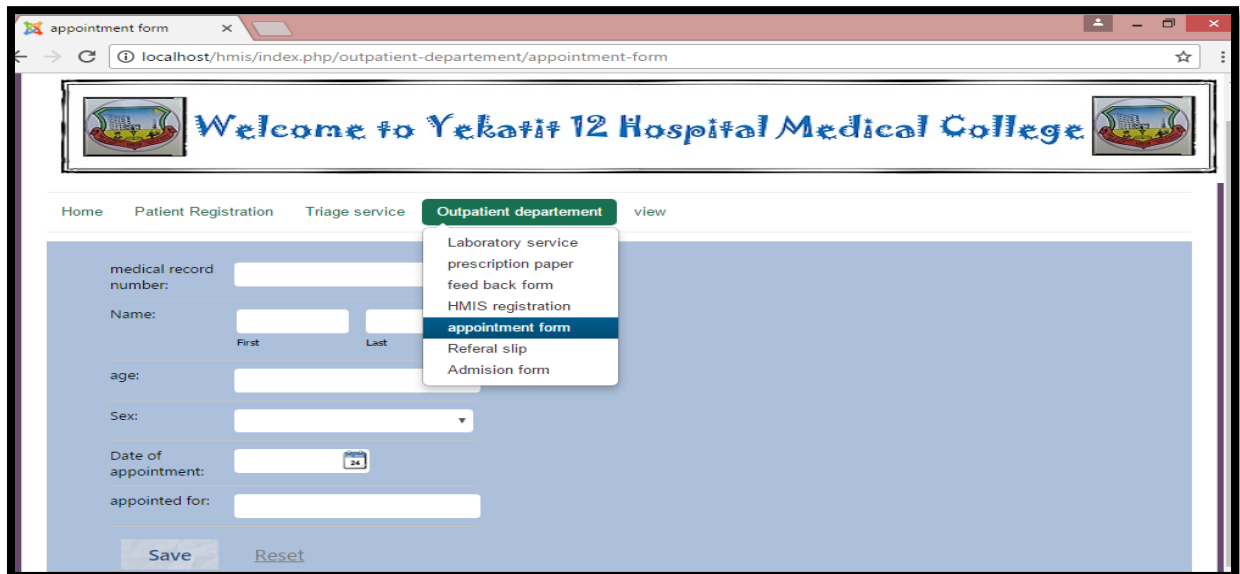 appointment form
localhost/hmis/index.php/outpatient-departement/appointment-form
Welcome to Yekatit 12 Hospital Medical College
Home Patient Registration Triage service Outpatient departement view
Laboratory service
prescription paper
feed back form
HMIS registration
appointment form
Referal slip
Admision form
medical record
number:
Name:
First Last
age:
Sex:
Date of
appointment:
24
appointed for:
Save Reset